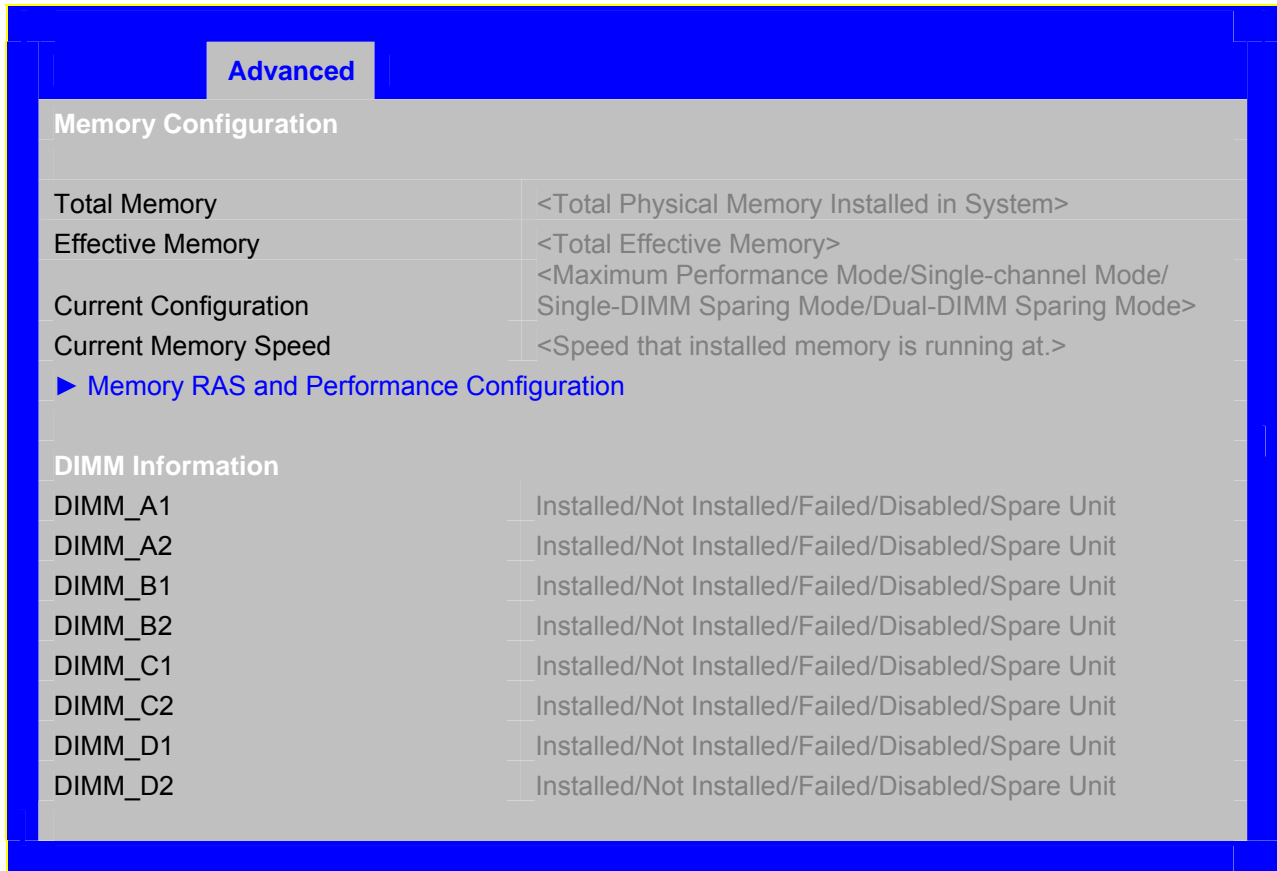 Advanced
Memory Configuration
Total Memory <Total Physical Memory Installed in System>
Effective Memory <Total Effective Memory>
<Maximum Performance Mode/Single-channel Mode/
Current Configuration Single-DIMM Sparing Mode/Dual-DIMM Sparing Mode>
Current Memory Speed <Speed that installed memory is running at.>
► Memory RAS and Performance Configuration
DIMM Information
DIMM_A1 Installed/Not Installed/Failed/Disabled/Spare Unit
DIMM_A2 Installed/Not Installed/Failed/Disabled/Spare Unit
DIMM_B1 Installed/Not Installed/Failed/Disabled/Spare Unit
DIMM_B2 Installed/Not Installed/Failed/Disabled/Spare Unit
DIMM_C1 Installed/Not Installed/Failed/Disabled/Spare Unit
DIMM_C2 Installed/Not Installed/Failed/Disabled/Spare Unit
DIMM_D1 Installed/Not Installed/Failed/Disabled/Spare Unit
DIMM_D2 Installed/Not Installed/Failed/Disabled/Spare Unit